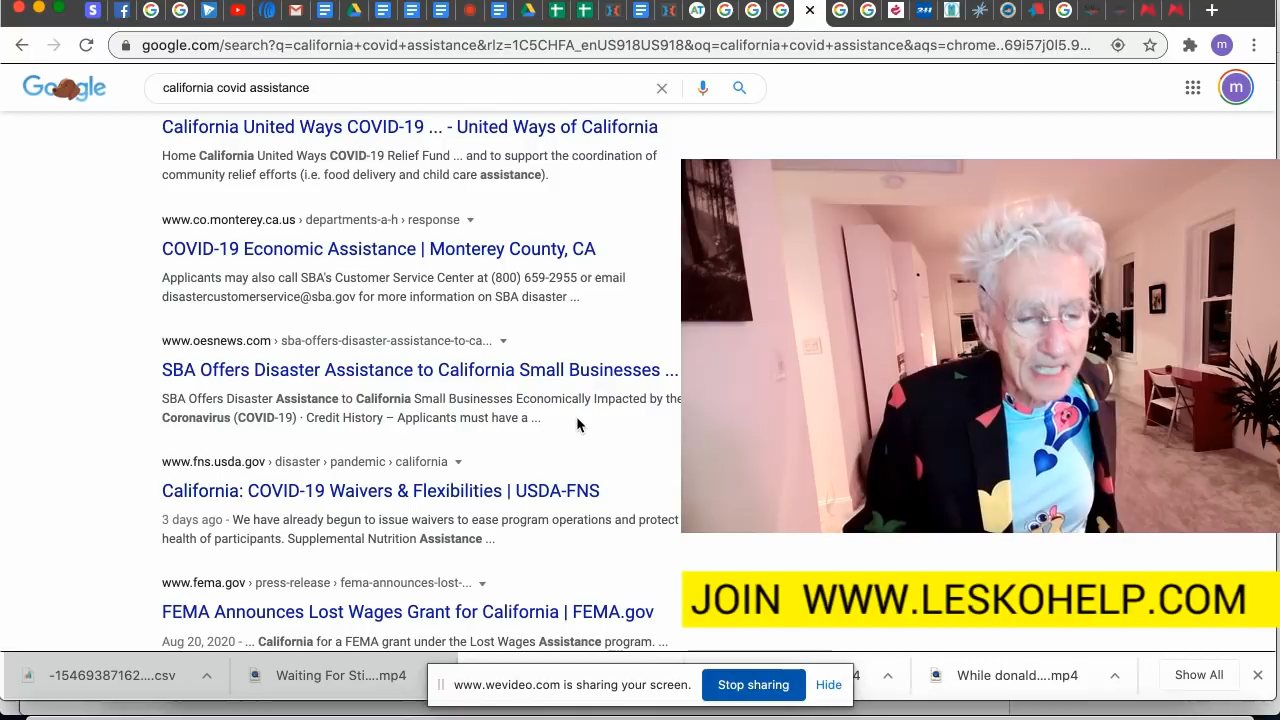 google.com/search?q=california+covid+assistance&rlz=1C5CHFA_enUS918US918&oq=california+covid+assistance&aqs=chrome..69i57j0l5.9...
m
Google
california covid assistance
m
California United Ways COVID-19 ... - United Ways of California
Home California United Ways COVID-19 Relief Fund ... and to support the coordination of
community relief efforts (i.e. food delivery and child care assistance).
www.co.monterey.ca.us › departments-a-h › response
COVID-19 Economic Assistance | Monterey County, CA
Applicants may also call SBA's Customer Service Center at (800) 659-2955 or email
disastercustomerservice@sba.gov for more information on SBA disaster ...
www.oesnews.com › sba-offers-disaster-assistance-to-ca...
SBA Offers Disaster Assistance to California Small Businesses ...
SBA Offers Disaster Assistance to California Small Businesses Economically Impacted by the
Coronavirus (COVID-19) · Credit History – Applicants must have a ...
www.fns.usda.gov › disaster › pandemic › california
California: COVID-19 Waivers & Flexibilities | USDA-FNS
3 days ago - We have already begun to issue waivers to ease program operations and protect
health of participants. Supplemental Nutrition Assistance ...
www.fema.gov › press-release › fema-announces-lost-...
FEMA Announces Lost Wages Grant for California | FEMA.gov
Aug 20, 2020 - ... California for a FEMA grant under the Lost Wages Assistance program. ...
JOIN WWW.LESKOHELP.COM
-15469387162....csv
Waiting For Sti....mp4
www.wevideo.com is sharing your screen.
Stop sharing
Hide
4
While donald....mp4
Show All